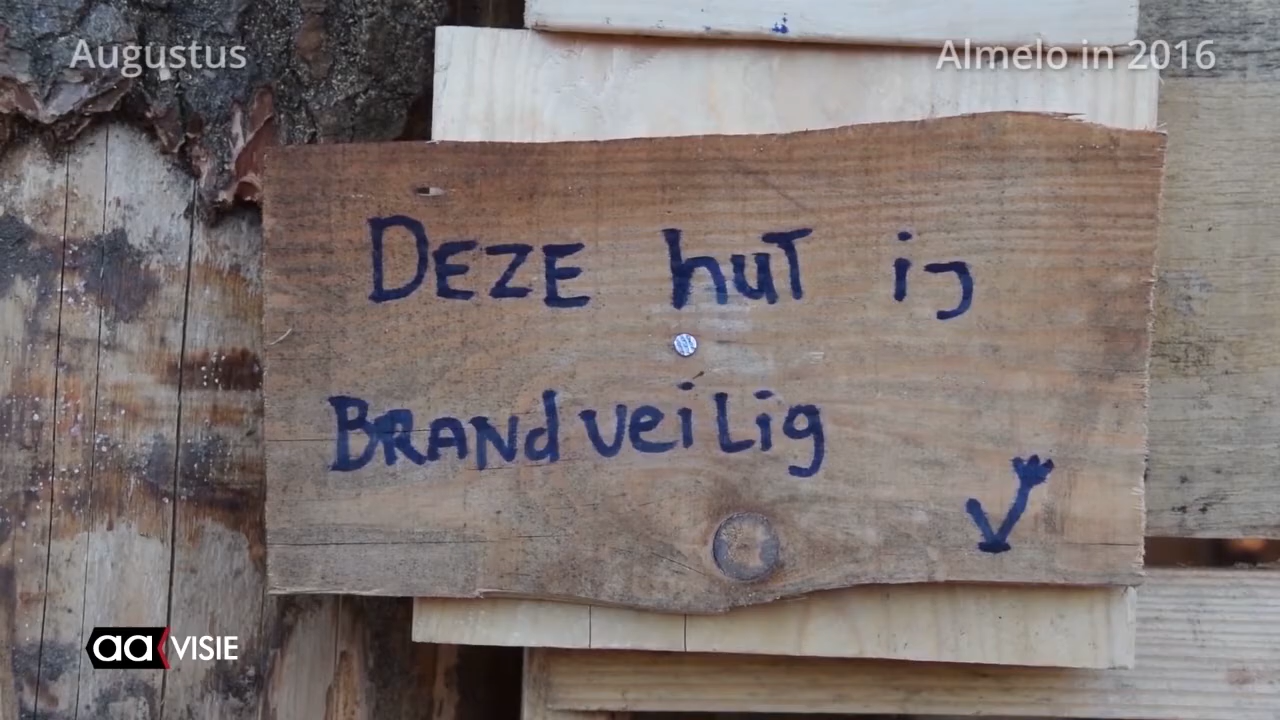 Augustus
Almelo in 2016
DEZE huT is
BRANdveiLig
aa VISIE